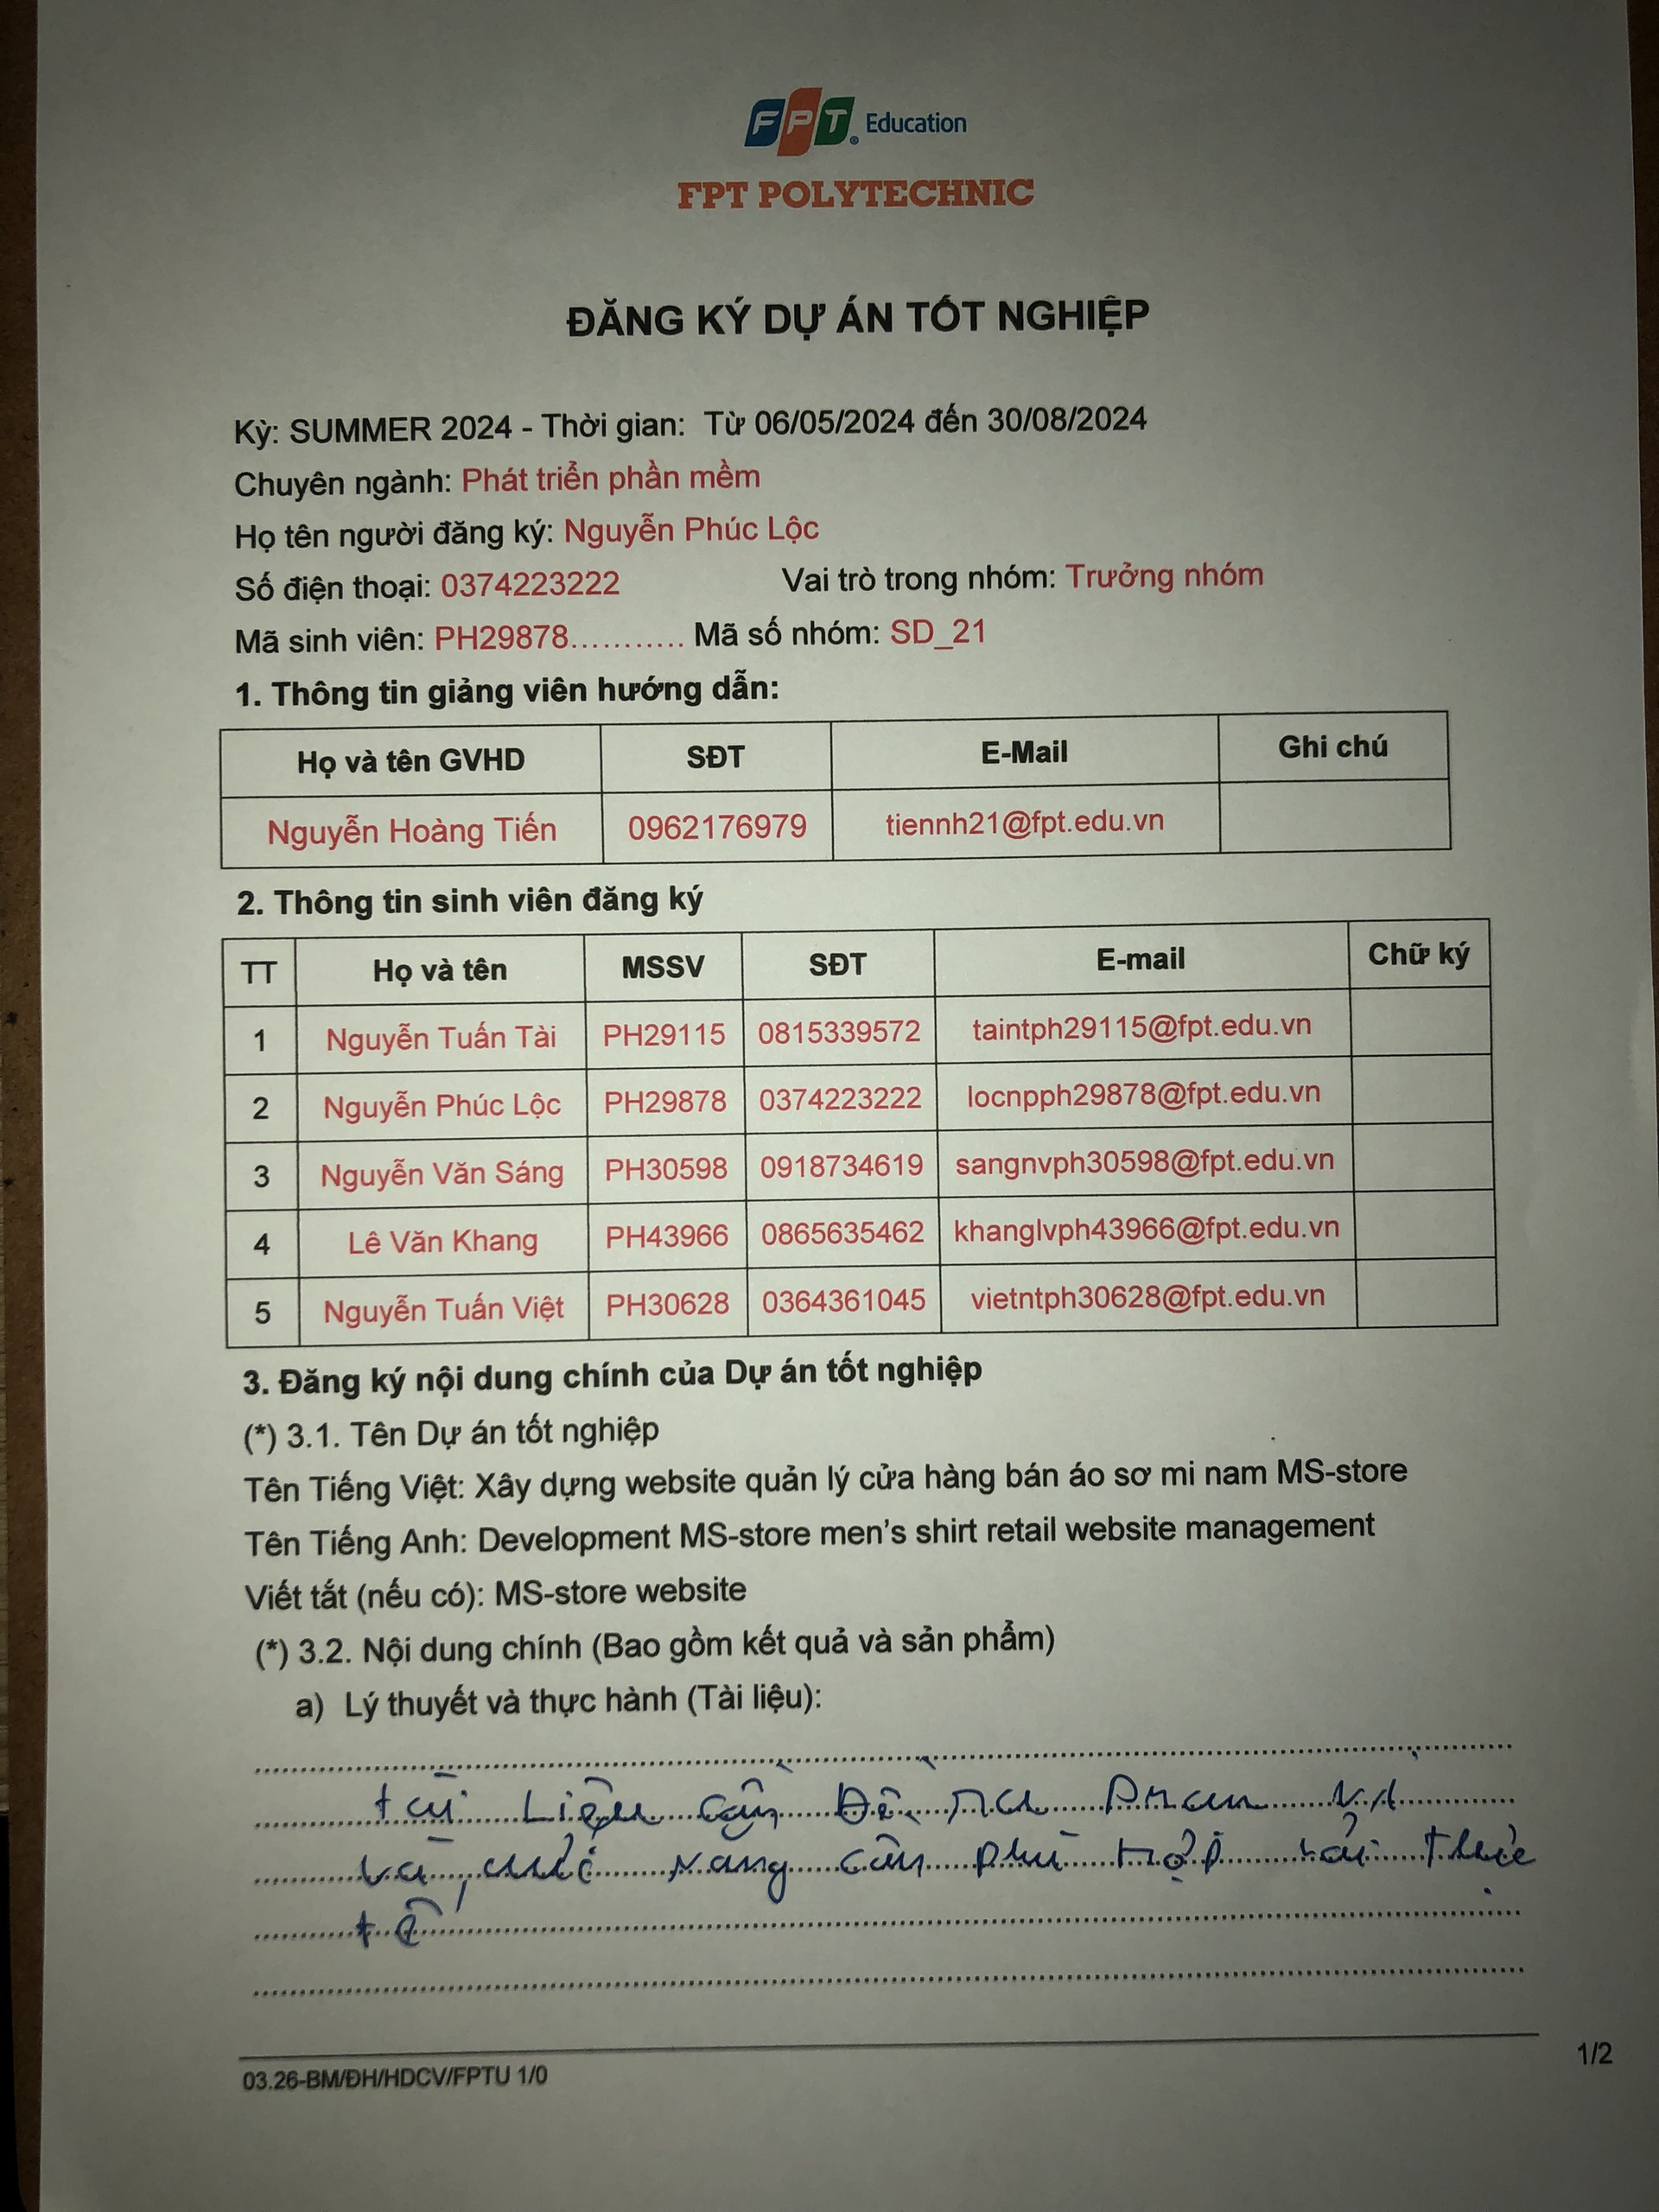 FPT Education
FPT POLYTECHNIC
ĐĂNG KÝ DỰ ÁN TỐT NGHIỆP
Kỳ: SUMMER 2024 - Thời gian: Từ 06/05/2024 đến 30/08/2024
Chuyên ngành: Phát triển phần mềm
Họ tên người đăng ký: Nguyễn Phúc Lộc
Số điện thoại: 0374223222 Vai trò trong nhóm: Trưởng nhóm
Mã sinh viên: PH29878........... Mã số nhóm: SD_21
1. Thông tin giảng viên hướng dẫn:
Họ và tên GVHD SĐT E-Mail Ghi chú
Nguyễn Hoàng Tiến 0962176979 tiennh21@fpt.edu.vn
2. Thông tin sinh viên đăng ký
TT Họ và tên MSSV SĐT E-mail Chữ ký
1 Nguyễn Tuấn Tài PH29115 0815339572 taintph29115@fpt.edu.vn
2 Nguyễn Phúc Lộc PH29878 0374223222 locnpph29878@fpt.edu.vn
3 Nguyễn Văn Sáng PH30598 0918734619 sangnvph30598@fpt.edu.vn
4 Lê Văn Khang PH43966 0865635462 khanglvph43966@fpt.edu.vn
5 Nguyễn Tuấn Việt PH30628 0364361045 vietntph30628@fpt.edu.vn
3. Đăng ký nội dung chính của Dự án tốt nghiệp
(*) 3.1. Tên Dự án tốt nghiệp
Tên Tiếng Việt: Xây dựng website quản lý cửa hàng bán áo sơ mi nam MS-store
Tên Tiếng Anh: Development MS-store men's shirt retail website management
Viết tắt (nếu có): MS-store website
(*) 3.2. Nội dung chính (Bao gồm kết quả và sản phẩm)
a) Lý thuyết và thực hành (Tài liệu):
tài Liệu cần Đề
và chức năng cần phù hợp với thực
tế
03.26-BM/ĐH/HDCV/FPTU 1/0
1/2